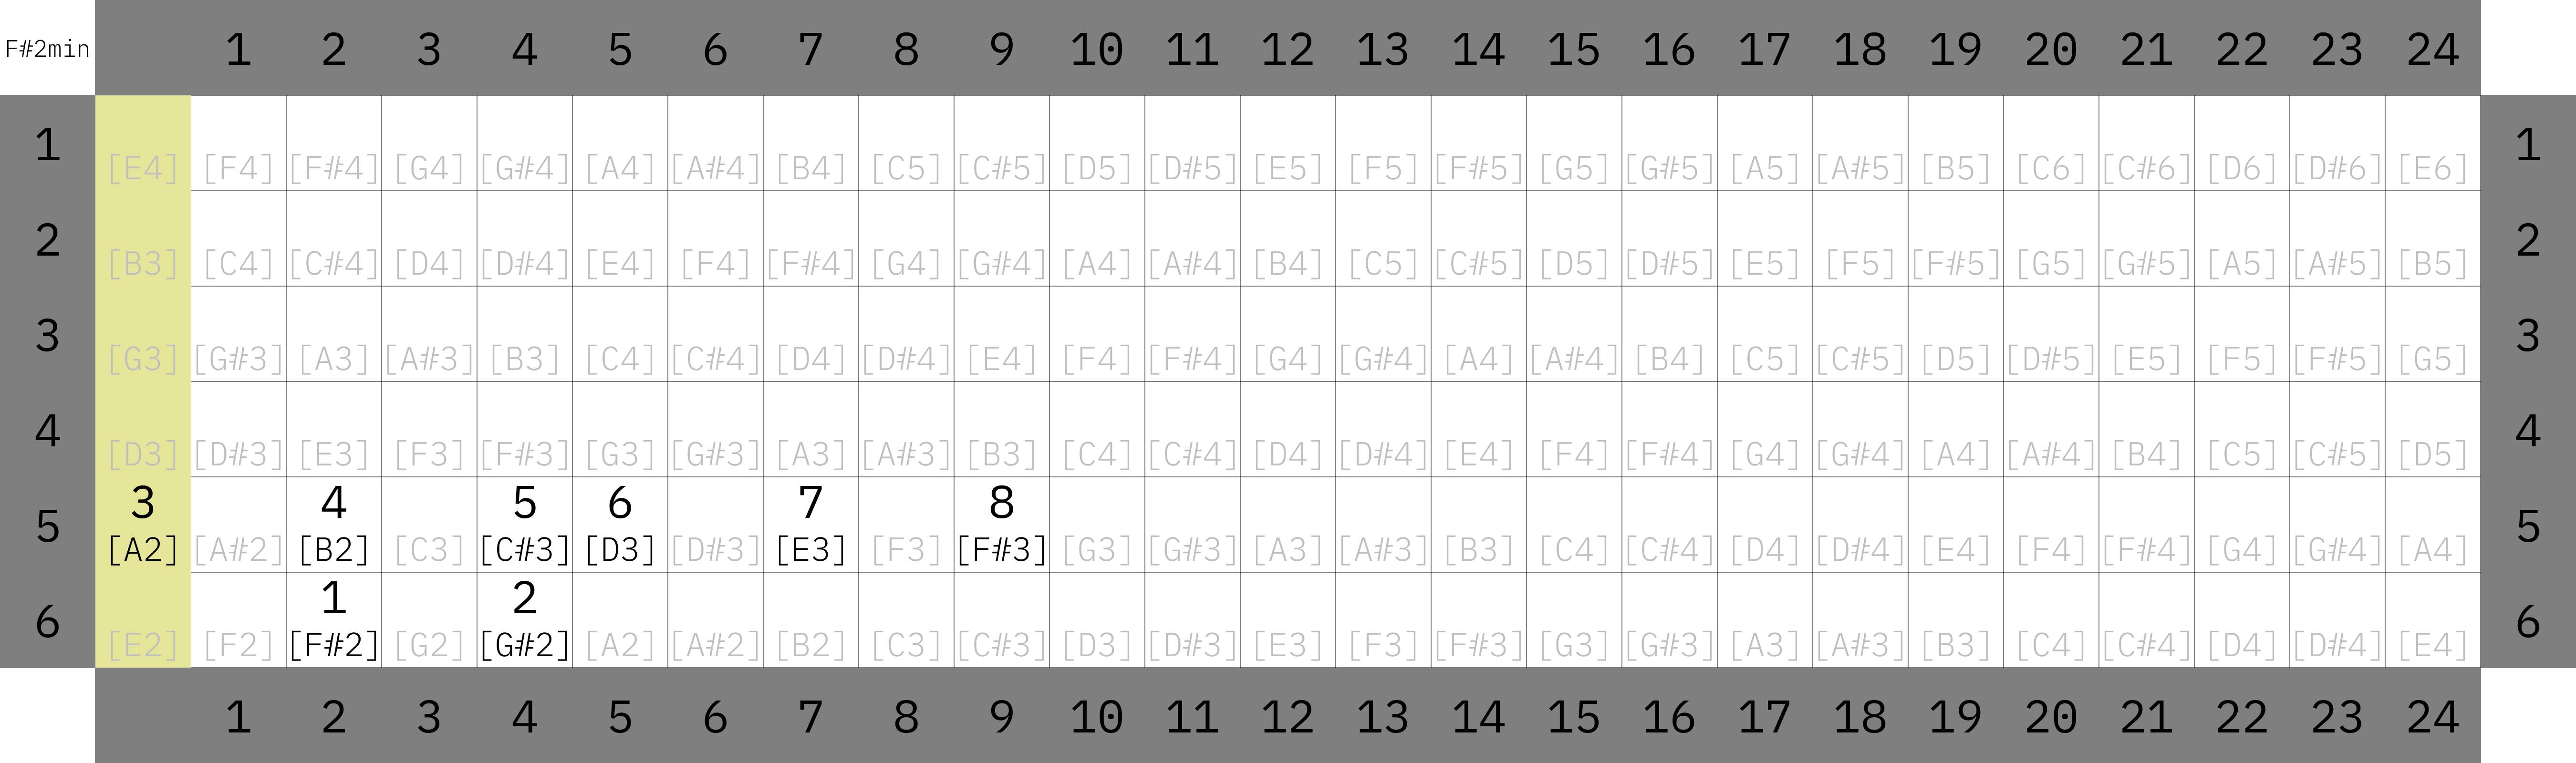 F#2min 1 2 3 4 5 6 7 8 9 10 11 12 13 14 15 16 17 18 19 20 21 22 23 24
1 [E4] [F4] [F#4] [G4] [G#4] [A4] [A#4] [B4] [C5] [C#5] [D5] [D#5] [E5] [F5] [F#5] [G5] [G#5] [A5] [A#5] [B5] [C6] [C#6] [D6] [D#6] [E6] 1
2 [B3] [C4] [C#4] [D4] [D#4] [E4] [F4] [F#4] [G4] [G#4] [A4] [A#4] [B4] [C5] [C#5] [D5] [D#5] [E5] [F5] [F#5] [G5] [G#5] [A5] [A#5] [B5] 2
3 [G3] [G#3] [A3] [A#3] [B3] [C4] [C#4] [D4] [D#4] [E4] [F4] [F#4] [G4] [G#4] [A4] [A#4] [B4] [C5] [C#5] [D5] [D#5] [E5] [F5] [F#5] [G5] 3
4 [D3] [D#3] [E3] [F3] [F#3] [G3] [G#3] [A3] [A#3] [B3] [C4] [C#4] [D4] [D#4] [E4] [F4] [F#4] [G4] [G#4] [A4] [A#4] [B4] [C5] [C#5] [D5] 4
3 4 5 6 7 8
5 [A2] [A#2] [B2] [C3] [C#3] [D3] [D#3] [E3] [F3] [F#3] [G3] [G#3] [A3] [A#3] [B3] [C4] [C#4] [D4] [D#4] [E4] [F4] [F#4] [G4] [G#4] [A4] 5
1 2
6 [E2] [F2] [F#2] [G2] [G#2] [A2] [A#2] [B2] [C3] [C#3] [D3] [D#3] [E3] [F3] [F#3] [G3] [G#3] [A3] [A#3] [B3] [C4] [C#4] [D4] [D#4] [E4] 6
1 2 3 4 5 6 7 8 9 10 11 12 13 14 15 16 17 18 19 20 21 22 23 24